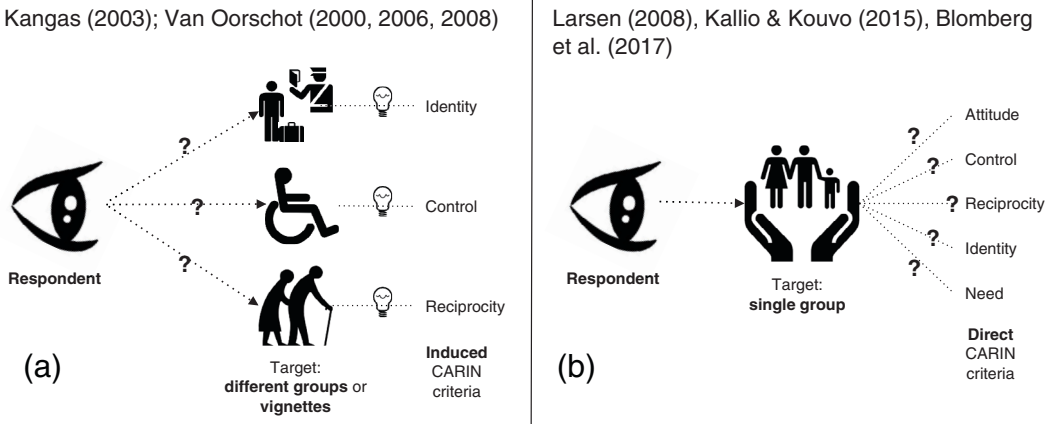 Kangas (2003); Van Oorschot (2000, 2006, 2008)
Identity
?
?
Control
?
Respondent
Reciprocity
(a)
Target:
different groups or
vignettes
Induced
CARIN
criteria
Larsen (2008), Kallio & Kouvo (2015), Blomberg
et al. (2017)
Attitude
?
Control
?
? Reciprocity
?
Identity
?
Need
Respondent
Target:
single group
(b)
Direct
CARIN
criteria